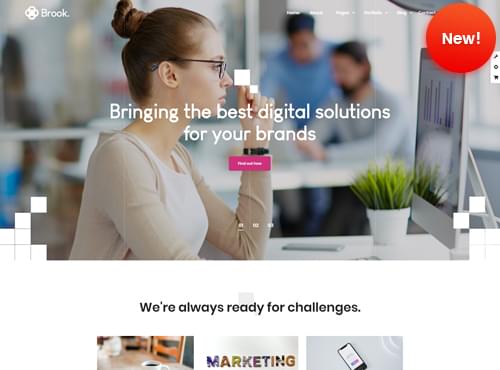 Brook.
Home About Pages Portfolio Blog Contact
New!
Bringing the best digital solutions
for your brands
Find out now
01 02 03
We're always ready for challenges.
MARKETING